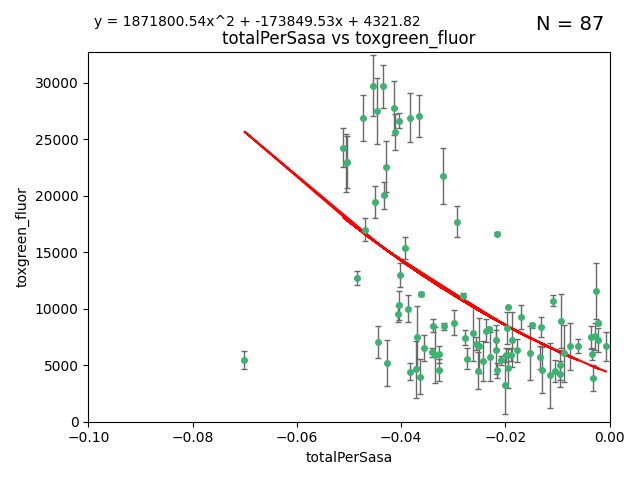 y = 1871800.54x^2 + -173849.53x + 4321.82
N = 87
totalPerSasa vs toxgreen_fluor
30000
25000
20000
15000
10000
5000
0
toxgreen_fluor
−0.10
−0.08
−0.06
−0.04
−0.02
0.00
totalPerSasa